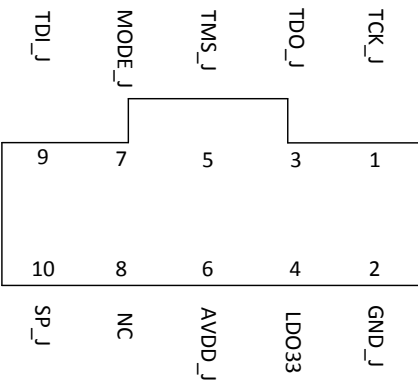 TDI_J MODE_J TMS_J TDO_J TCK_J
9 7 5 3 1
10 8 6 4 2
SP_J NC AVDD_J LDO33 GND_J